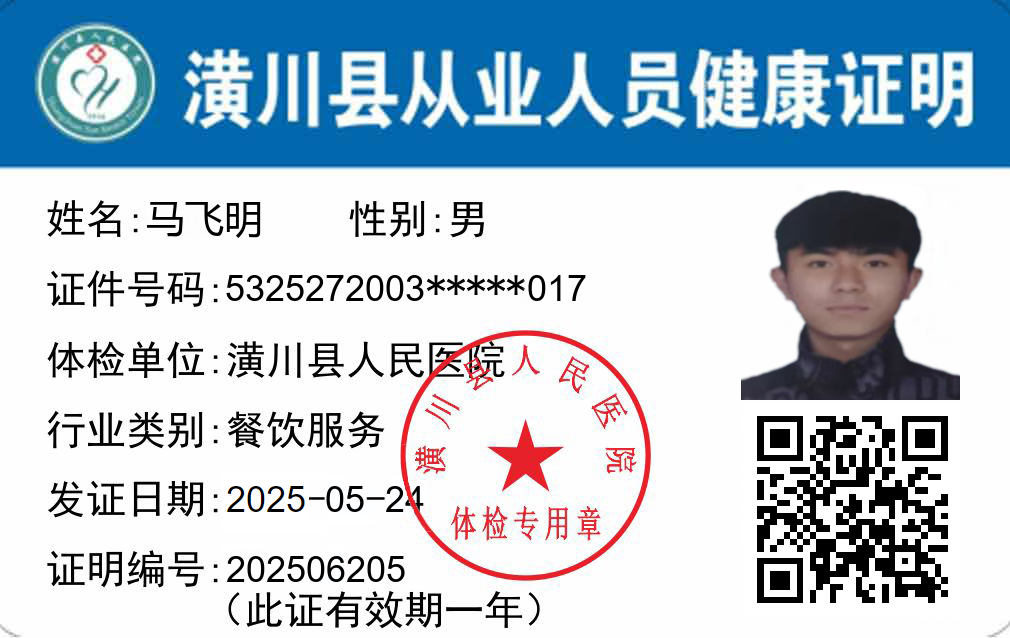 潢川县从业人员健康证明
姓名:马飞明 性别:男
证件号码:5325272003*****017
体检单位:潢川县人民医院
行业类别:餐饮服务
发证日期:2025-05-24
证明编号:202506205
(此证有效期一年)
潢川县人民医院
体检专用章